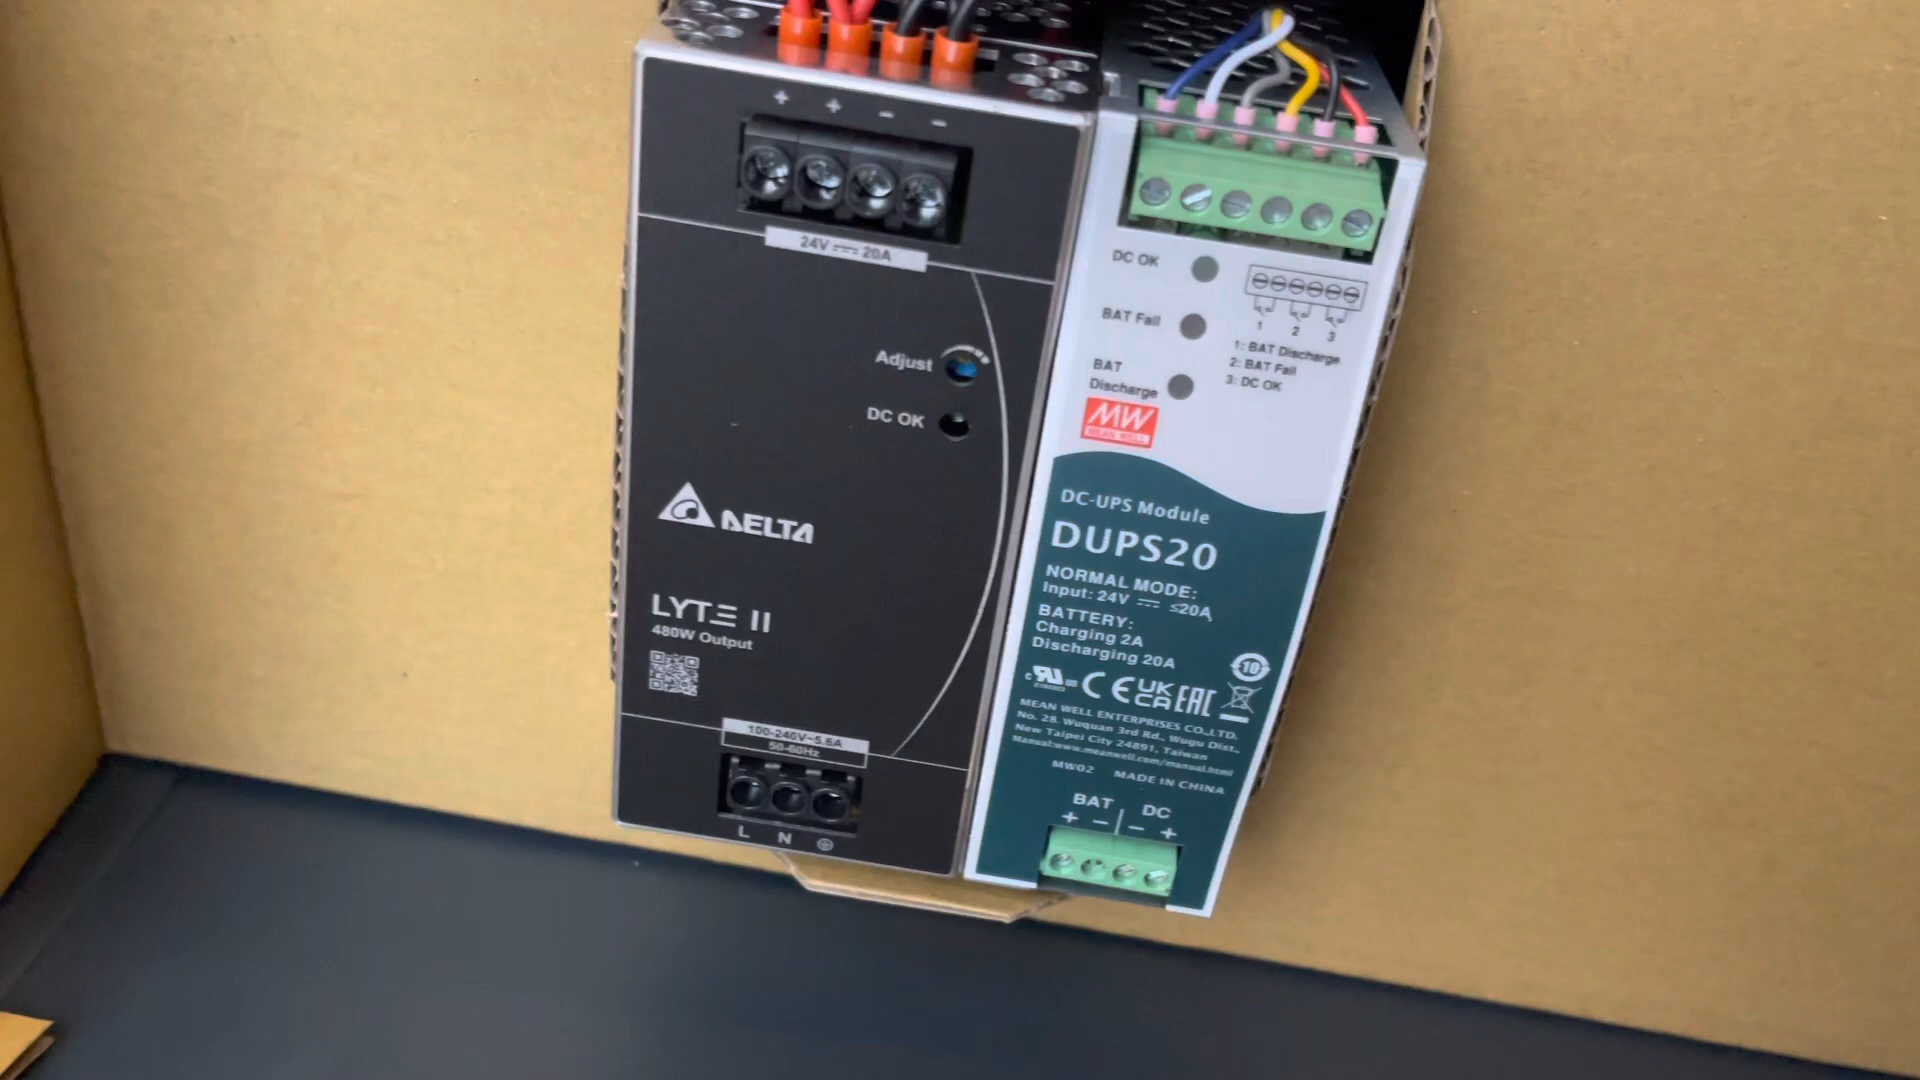 + + − −
24V ⎓ 20A
Adjust
DC OK
DELTA
LYTE II
480W Output
100-240V~5.6A
50-60Hz
L N
DC OK
BAT Fail
BAT
Discharge
1 2 3
1: BAT Discharge
2: BAT Fail
3: DC OK
MW
MEAN WELL
DC-UPS Module
DUPS20
NORMAL MODE:
Input: 24V ⎓ ≤20A
BATTERY:
Charging 2A
Discharging 20A
10
c RU us CE UK CA EAC
MEAN WELL ENTERPRISES CO.,LTD.
No. 28, Wuquan 3rd Rd., Wugu Dist.,
New Taipei City 24891, Taiwan
Manual:www.meanwell.com/manual.html
MW02 MADE IN CHINA
BAT DC
+ − − +